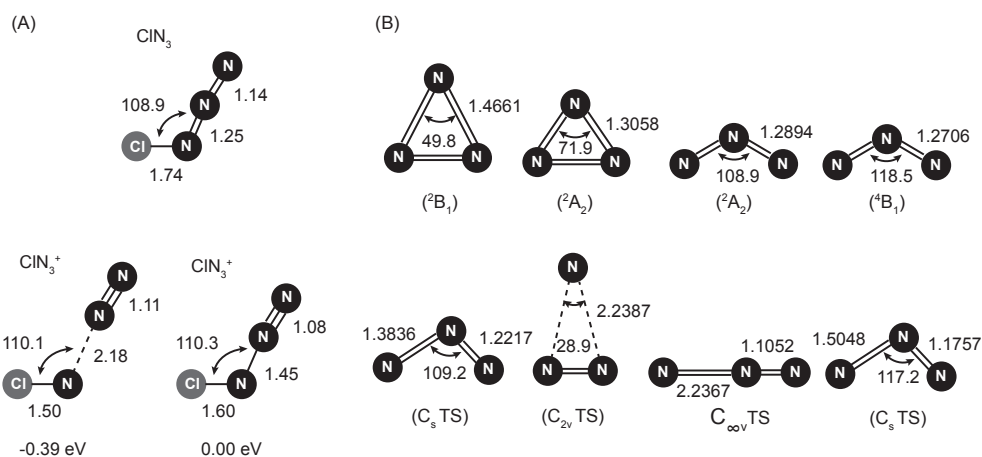 (A)
ClN₃
N
N
1.14
108.9
1.25
Cl
N
1.74
ClN₃⁺
N
N
1.11
110.1
2.18
Cl
N
1.50
-0.39 eV
ClN₃⁺
N
N
1.08
110.3
1.45
Cl
N
1.60
0.00 eV
(B)
N
1.4661
49.8
N
N
(²B₁)
N
1.3058
71.9
N
N
(²A₂)
N
1.2894
N
N
108.9
(²A₂)
N
1.2706
N
N
118.5
(⁴B₁)
1.3836
N
1.2217
N
N
109.2
(Cₛ TS)
N
2.2387
28.9
N
N
(C₂ᵥ TS)
1.1052
N
N
N
2.2367
C∞ᵥTS
1.5048
N
1.1757
N
N
117.2
(Cₛ TS)